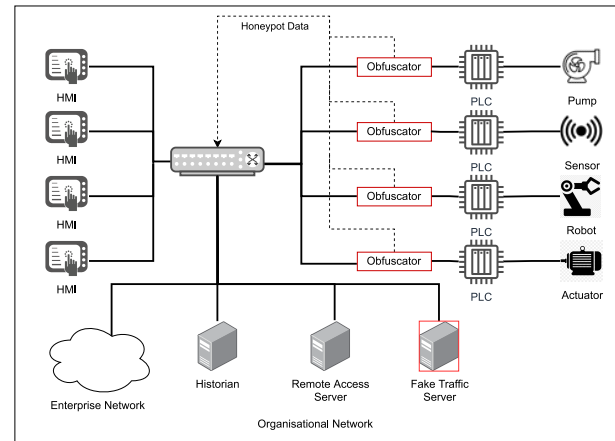 Honeypot Data
HMI
Obfuscator
PLC
Pump
HMI
Obfuscator
PLC
Sensor
HMI
Obfuscator
PLC
Robot
HMI
Obfuscator
PLC
Actuator
Enterprise Network
Historian
Remote Access
Server
Fake Traffic
Server
Organisational Network